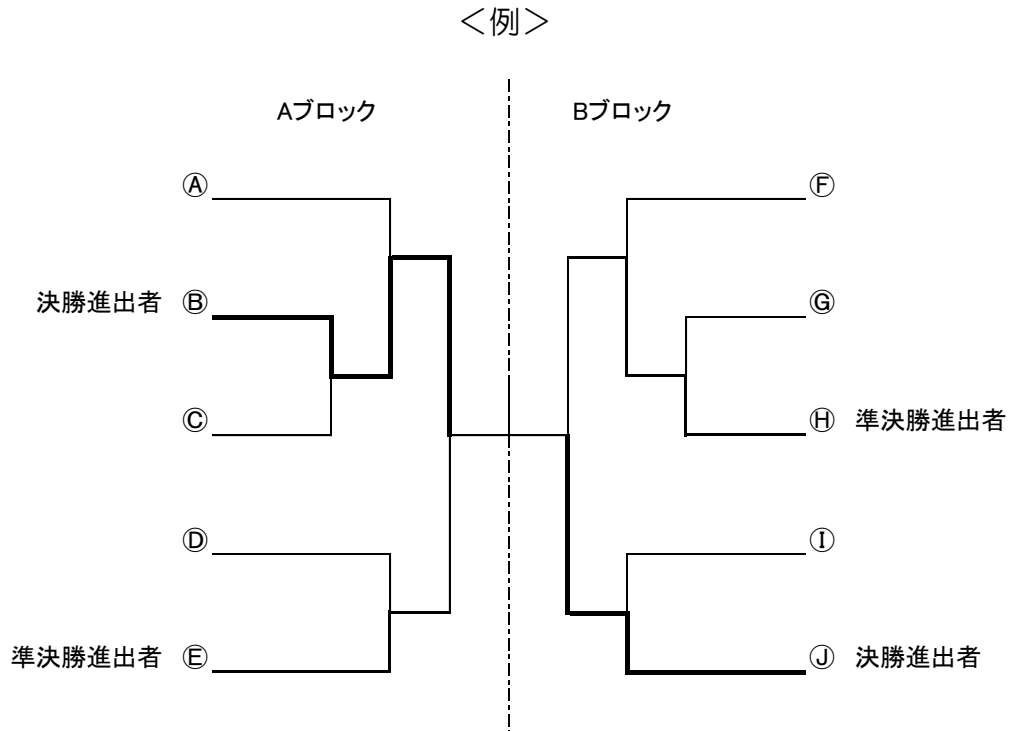 ＜例＞
Aブロック Bブロック
Ⓐ Ⓕ
決勝進出者 Ⓑ Ⓖ
Ⓒ Ⓗ 準決勝進出者
Ⓓ Ⓘ
準決勝進出者 Ⓔ Ⓙ 決勝進出者